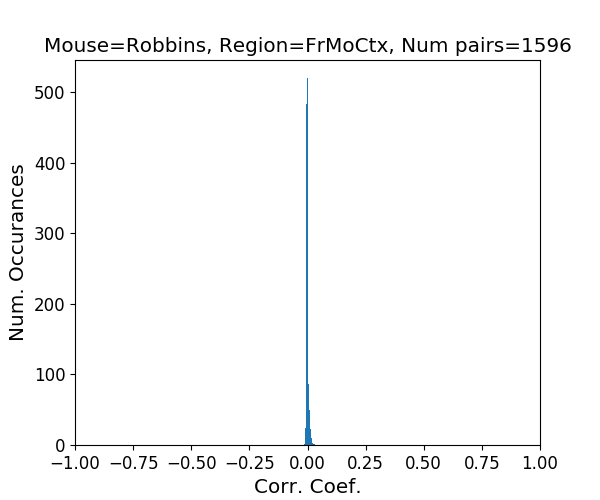 Mouse=Robbins, Region=FrMoCtx, Num pairs=1596
Num. Occurances
500
400
300
200
100
0
−1.00 −0.75 −0.50 −0.25 0.00 0.25 0.50 0.75 1.00
Corr. Coef.